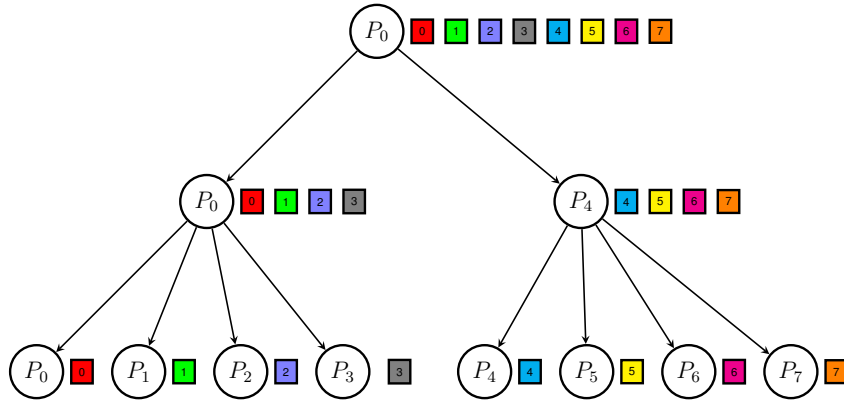 P₀ 0 1 2 3 4 5 6 7
P₀ 0 1 2 3 P₄ 4 5 6 7
P₀ 0 P₁ 1 P₂ 2 P₃ 3 P₄ 4 P₅ 5 P₆ 6 P₇ 7